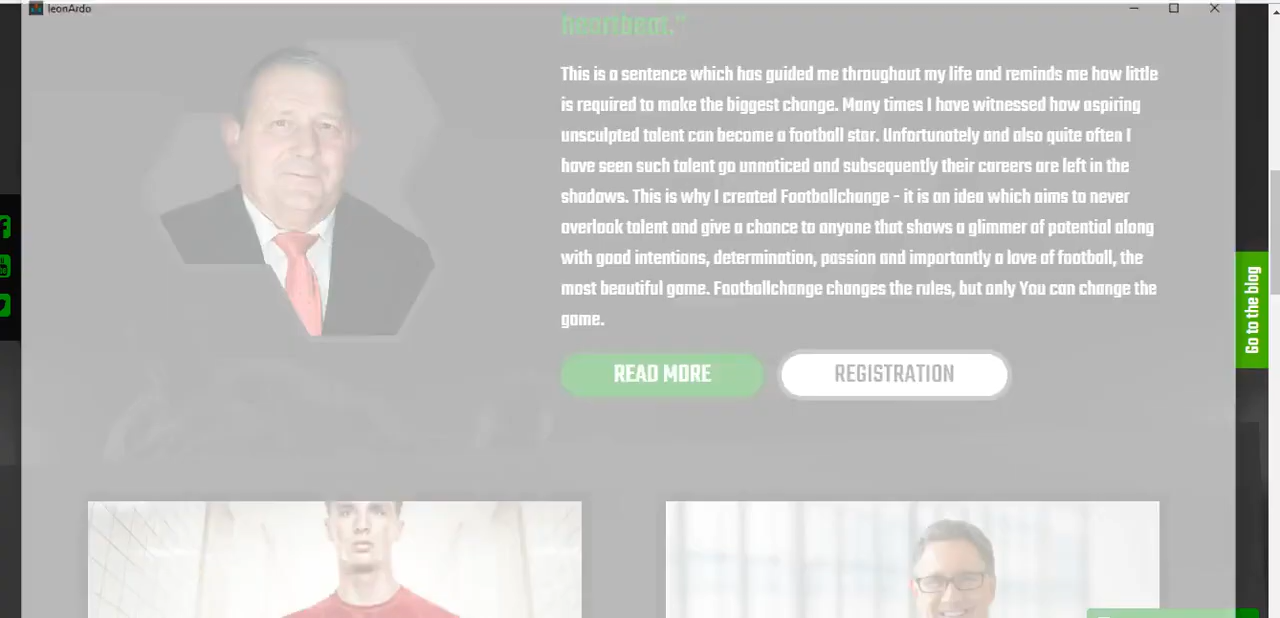 leonArdo
heartbeat."
This is a sentence which has guided me throughout my life and reminds me how little
is required to make the biggest change. Many times I have witnessed how aspiring
unsculpted talent can become a football star. Unfortunately and also quite often I
have seen such talent go unnoticed and subsequently their careers are left in the
shadows. This is why I created Footballchange - it is an idea which aims to never
overlook talent and give a chance to anyone that shows a glimmer of potential along
with good intentions, determination, passion and importantly a love of football, the
most beautiful game. Footballchange changes the rules, but only You can change the
game.
READ MORE
REGISTRATION
Go to the blog